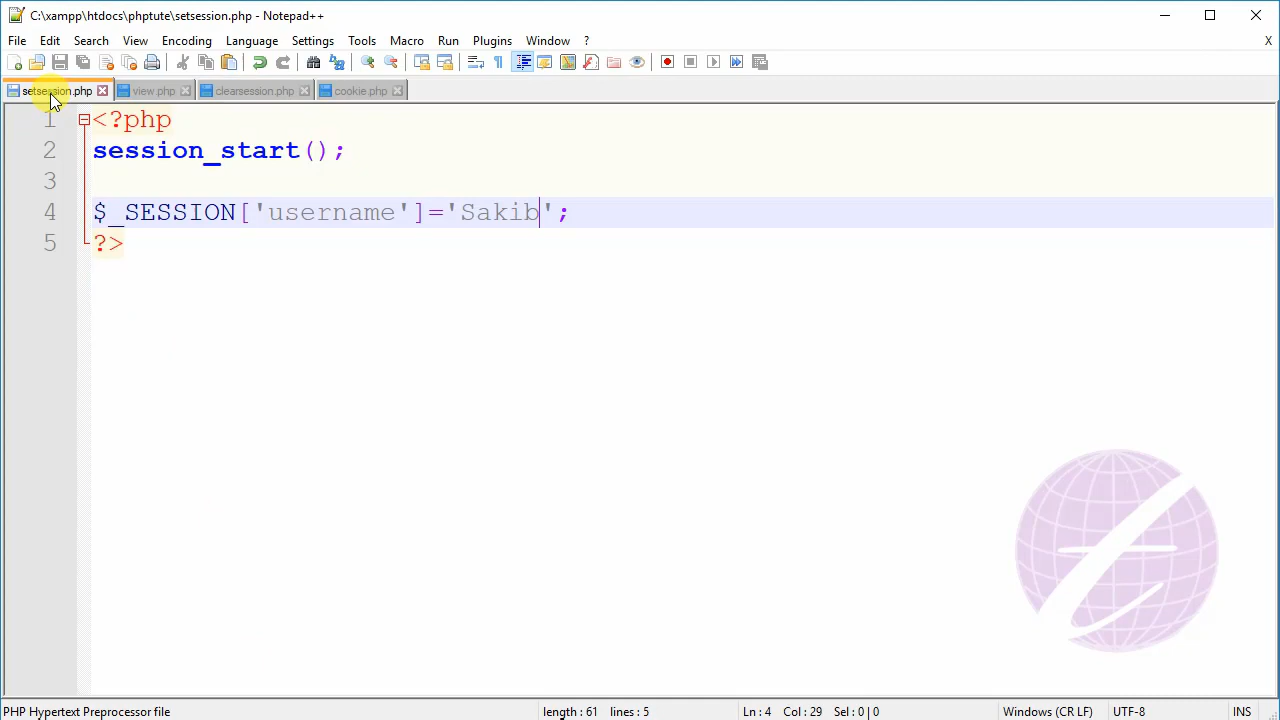 C:\xampp\htdocs\phptute\setsession.php - Notepad++
File Edit Search View Encoding Language Settings Tools Macro Run Plugins Window ? X
setsession.php view.php clearsession.php cookie.php
1 <?php
2 session_start();
3
4 $_SESSION['username']='Sakib';
5 ?>
PHP Hypertext Preprocessor file length : 61 lines : 5 Ln : 4 Col : 29 Sel : 0 | 0 Windows (CR LF) UTF-8 INS